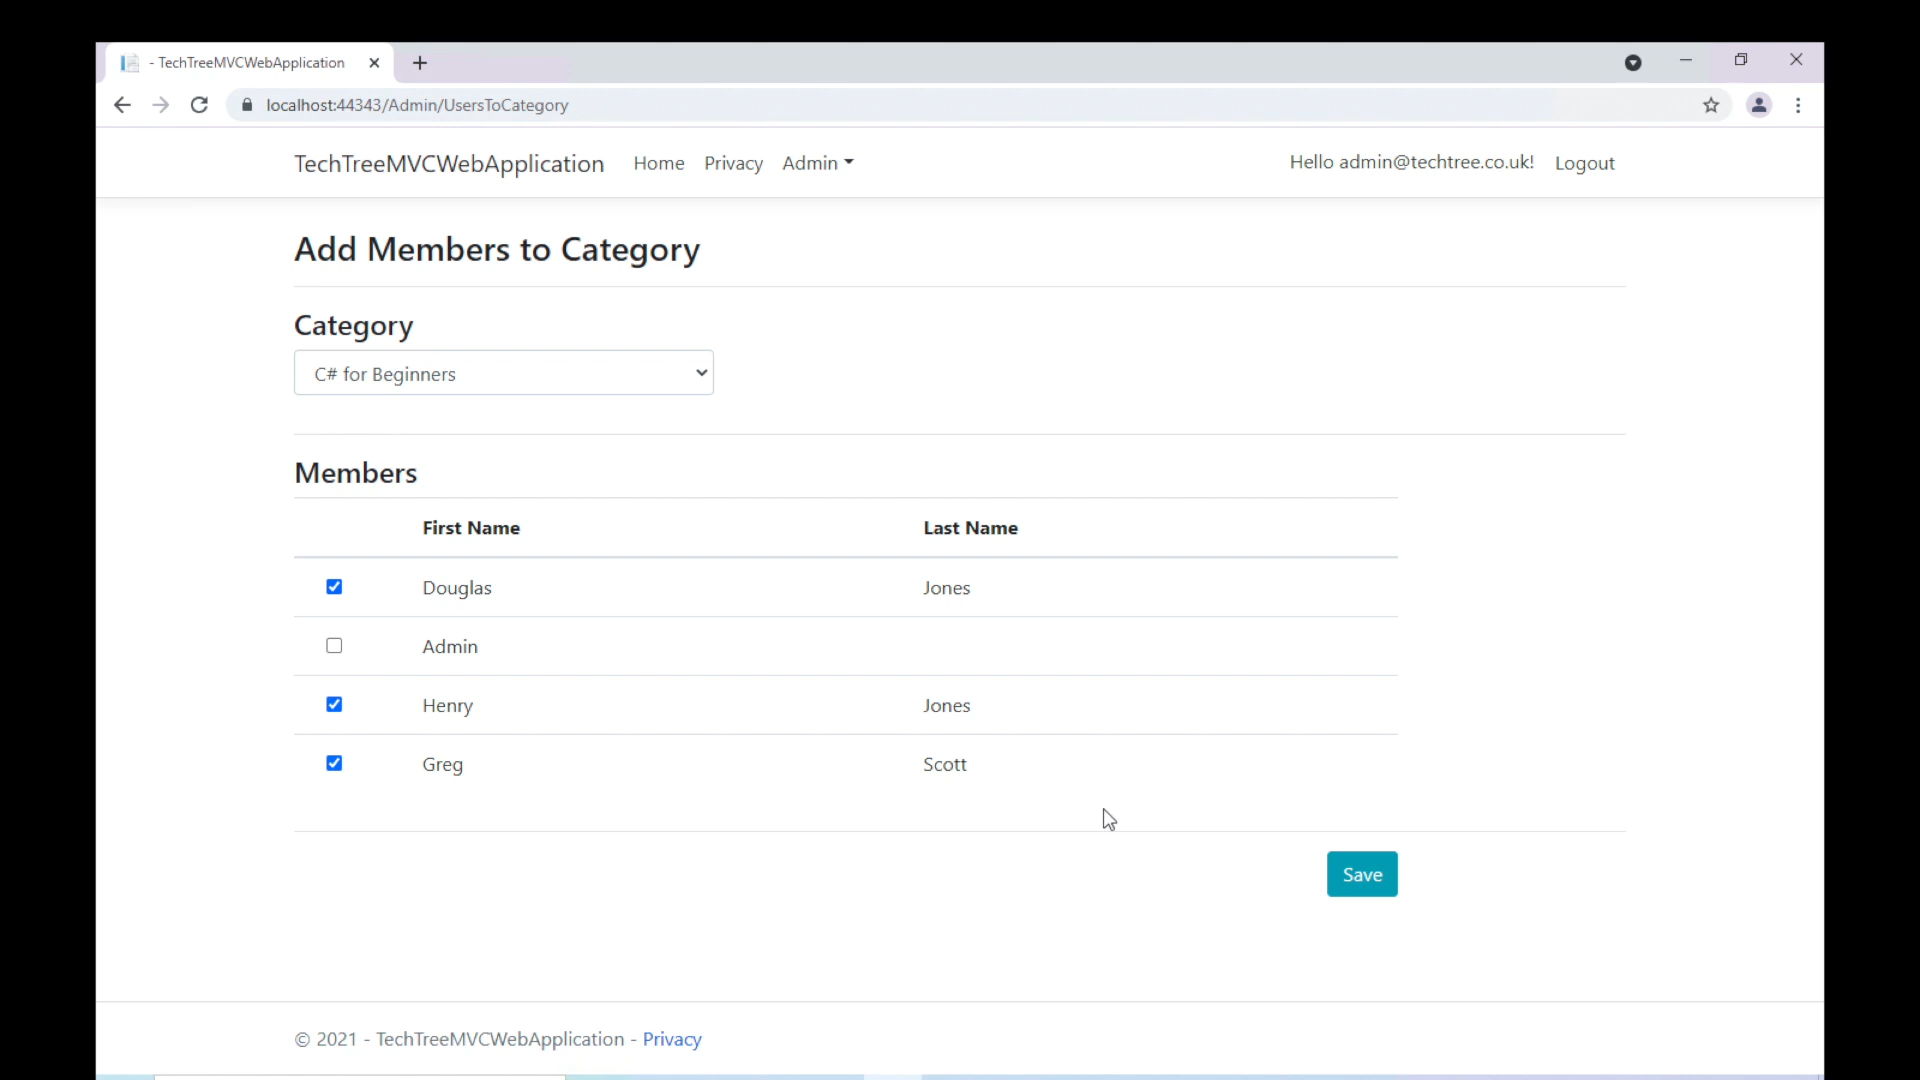 - TechTreeMVCWebApplication
localhost:44343/Admin/UsersToCategory
TechTreeMVCWebApplication Home Privacy Admin Hello admin@techtree.co.uk! Logout
Add Members to Category
Category
C# for Beginners
Members
First Name Last Name
Douglas Jones
Admin
Henry Jones
Greg Scott
Save
© 2021 - TechTreeMVCWebApplication - Privacy